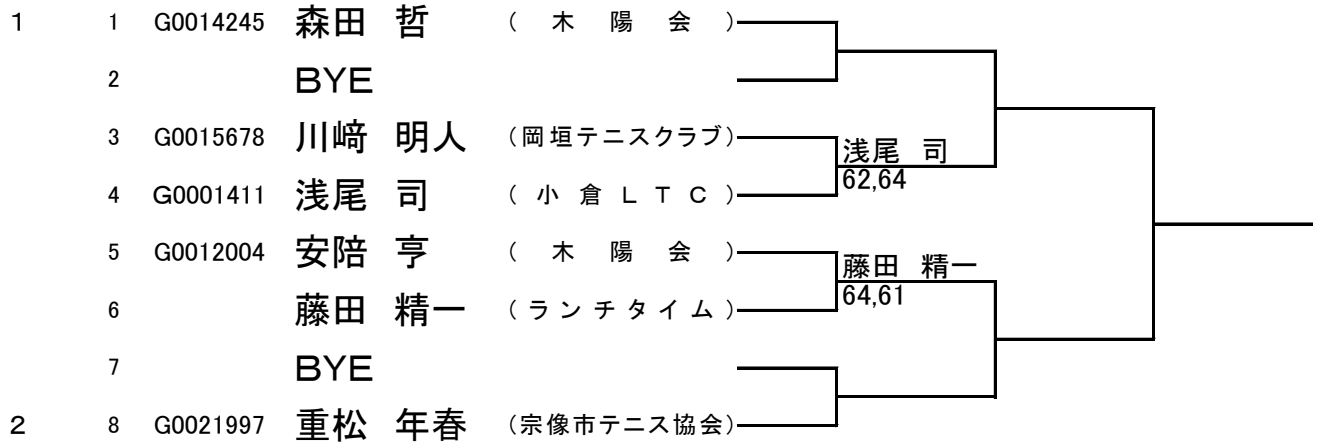 1 1 G0014245 森田 哲 (木陽会)
2 BYE
3 G0015678 川﨑 明人 (岡垣テニスクラブ)
浅尾 司
62,64
4 G0001411 浅尾 司 (小倉LTC)
5 G0012004 安陪 亨 (木陽会)
藤田 精一
64,61
6 藤田 精一 (ランチタイム)
7 BYE
2 8 G0021997 重松 年春 (宗像市テニス協会)